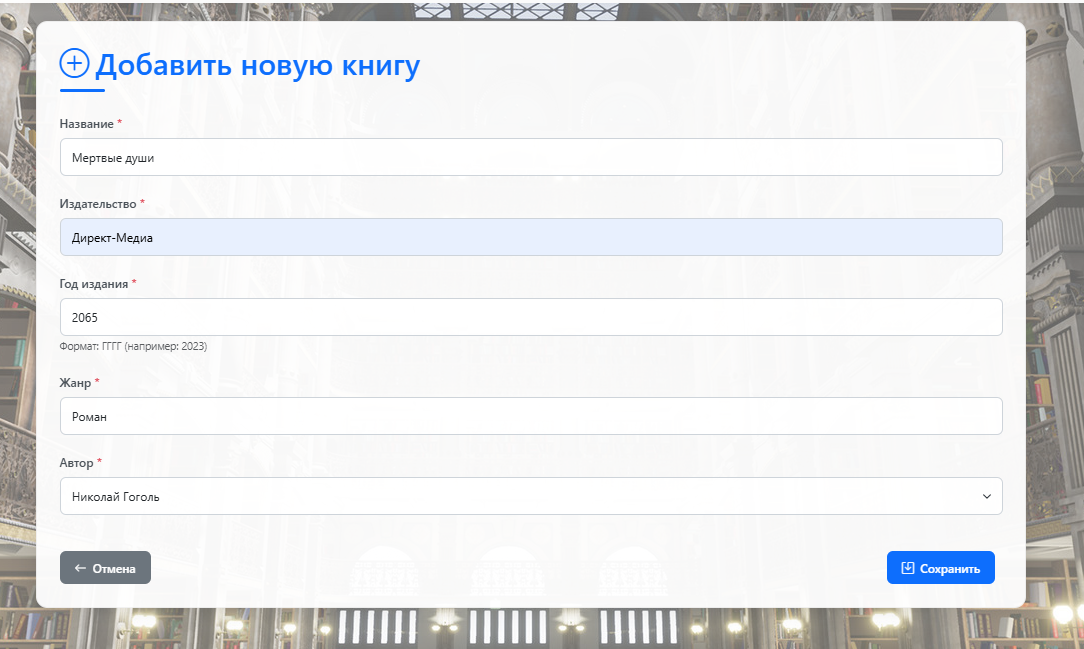 Добавить новую книгу
Название *
Мертвые души
Издательство *
Директ-Медиа
Год издания *
2065
Формат: ГГГГ (например: 2023)
Жанр *
Роман
Автор *
Николай Гоголь
← Отмена
Сохранить